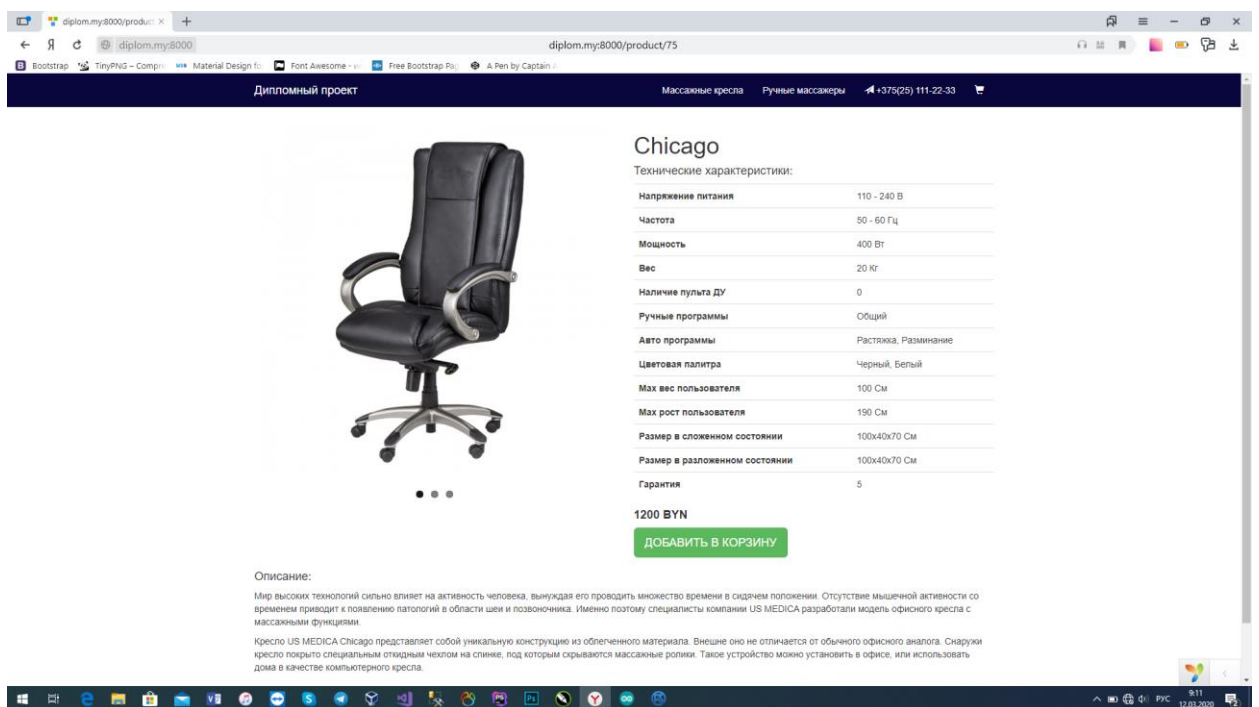 diplom.my:8000/produc
diplom.my:8000
diplom.my:8000/product/75
Bootstrap
TinyPNG – Compre
Material Design fo
Font Awesome -
Free Bootstrap Pag
A Pen by Captain
Дипломный проект
Массажные кресла
Ручные массажеры
+375(25) 111-22-33
Chicago
Технические характеристики:
Напряжение питания 110 - 240 В
Частота 50 - 60 Гц
Мощность 400 Вт
Вес 20 Кг
Наличие пульта ДУ 0
Ручные программы Общий
Авто программы Растяжка, Разминание
Цветовая палитра Черный, Белый
Мах вес пользователя 100 См
Мах рост пользователя 190 См
Размер в сложенном состоянии 100x40x70 См
Размер в разложенном состоянии 100x40x70 См
Гарантия 5
1200 BYN
ДОБАВИТЬ В КОРЗИНУ
Описание:
Мир высоких технологий сильно влияет на активность человека, вынуждая его проводить множество времени в сидячем положении. Отсутствие мышечной активности со
временем приводит к появлению патологий в области шеи и позвоночника. Именно поэтому специалисты компании US MEDICA разработали модель офисного кресла с
массажными функциями.
Кресло US MEDICA Chicago представляет собой уникальную конструкцию из облегченного материала. Внешне оно не отличается от обычного офисного аналога. Снаружи
кресло покрыто специальным откидным чехлом на спинке, под которым скрываются массажные ролики. Такое устройство можно установить в офисе, или использовать
дома в качестве компьютерного кресла.
РУС
9:11
12.03.2020